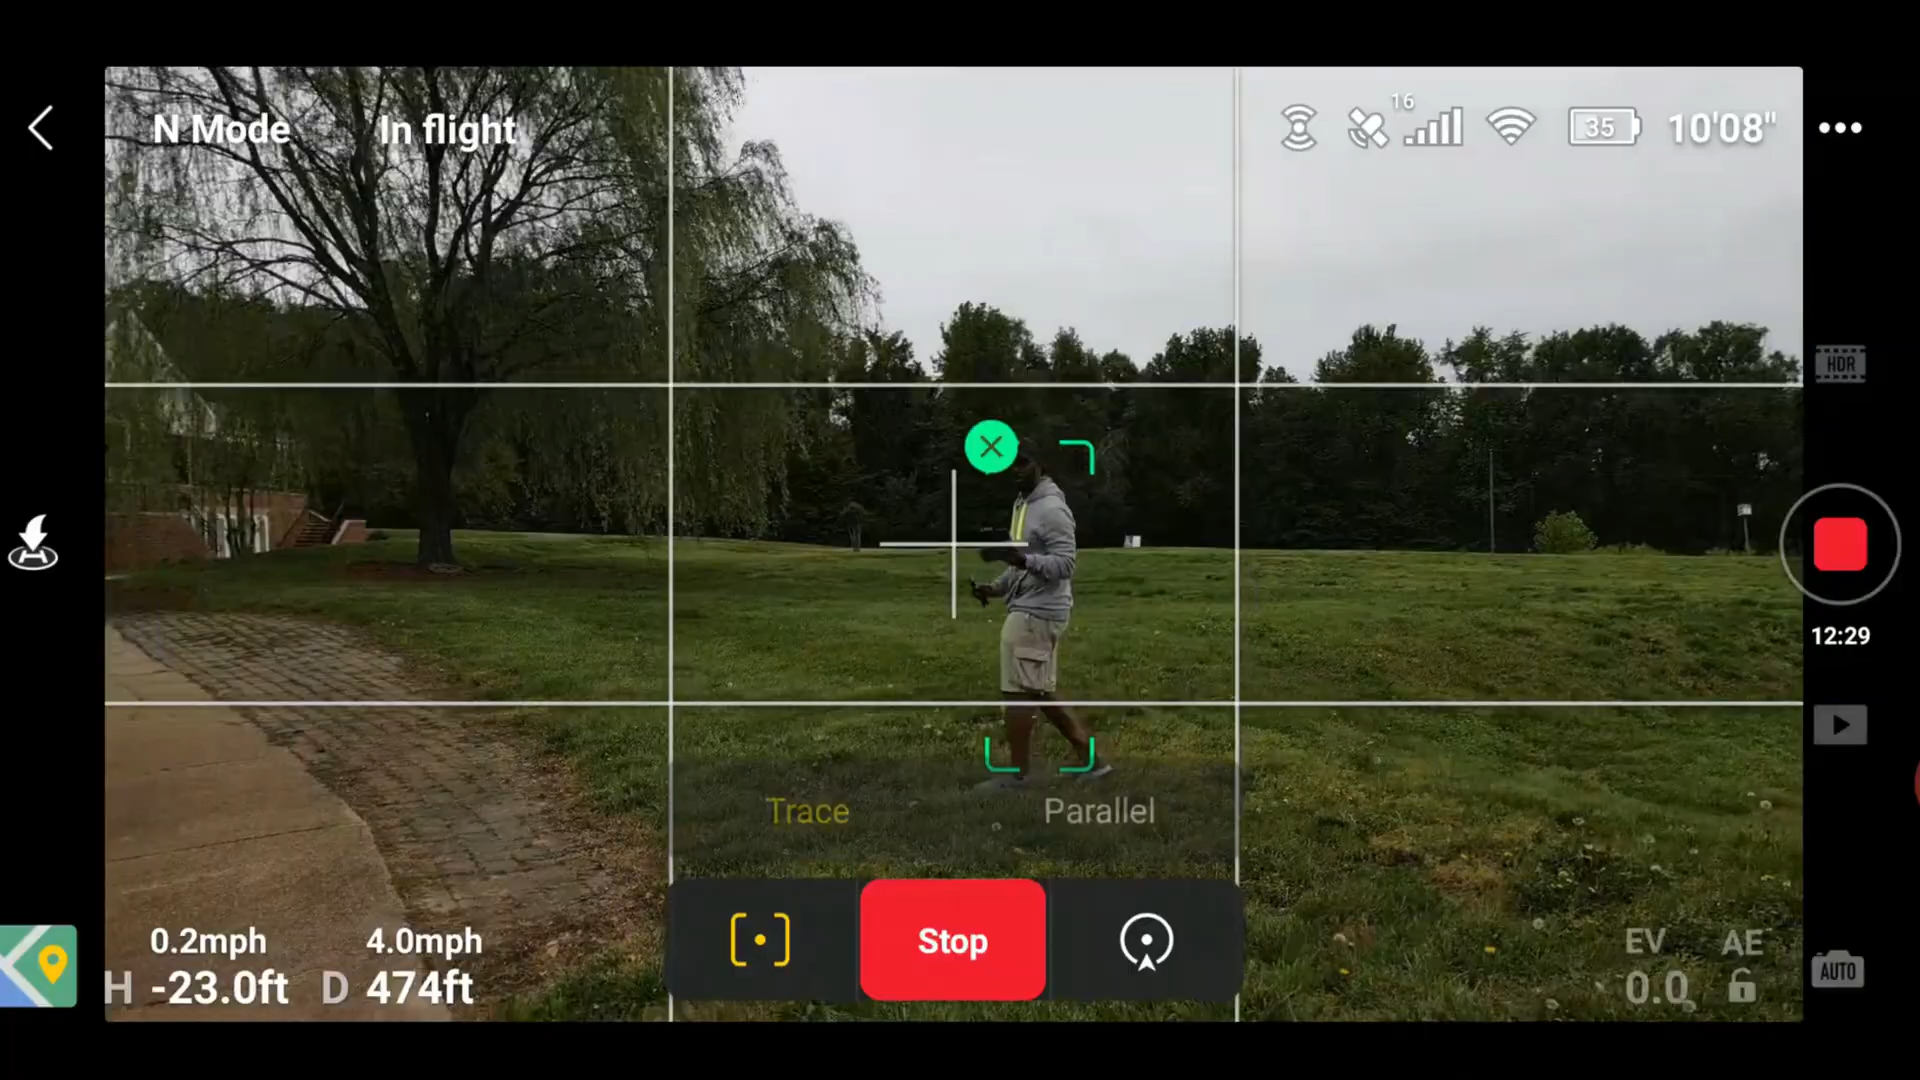 N Mode In flight 16 35 10'08"
HDR
12:29
Trace Parallel
Stop
0.2mph 4.0mph
H -23.0ft D 474ft
EV AE
0.0
AUTO